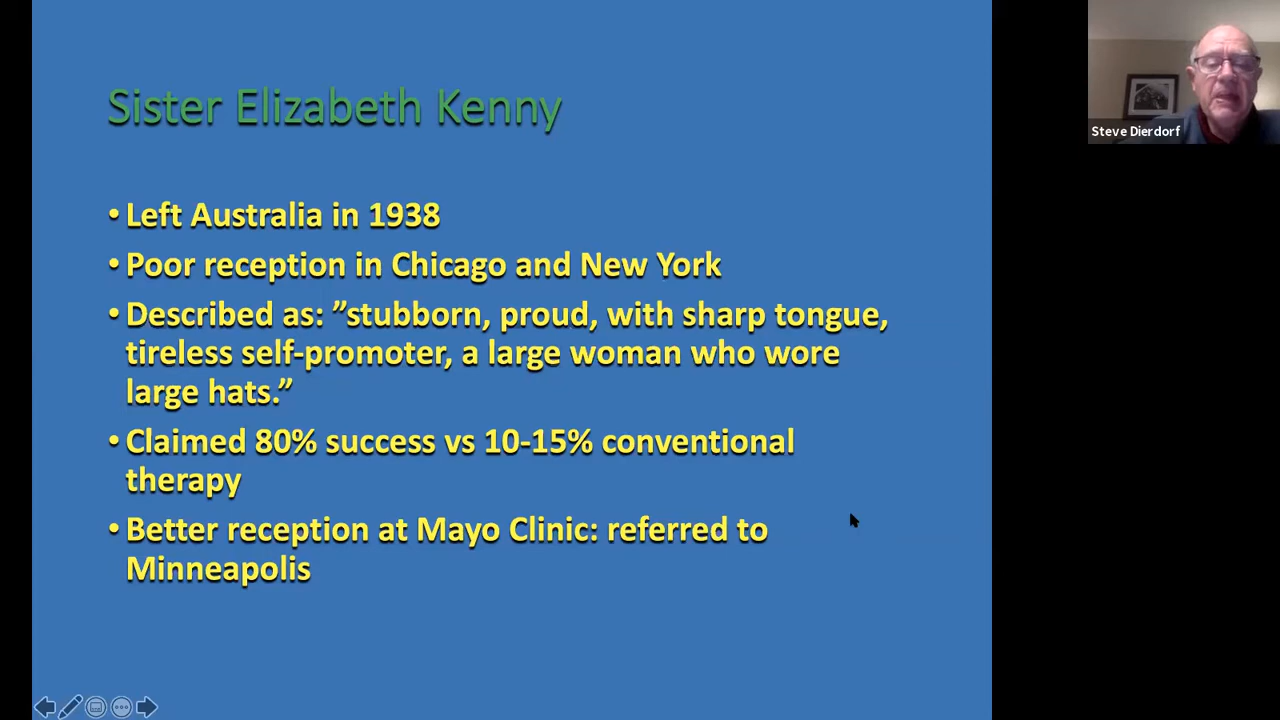 Sister Elizabeth Kenny
• Left Australia in 1938
• Poor reception in Chicago and New York
• Described as: ”stubborn, proud, with sharp tongue,
tireless self-promoter, a large woman who wore
large hats.”
• Claimed 80% success vs 10-15% conventional
therapy
• Better reception at Mayo Clinic: referred to
Minneapolis
Steve Dierdorf